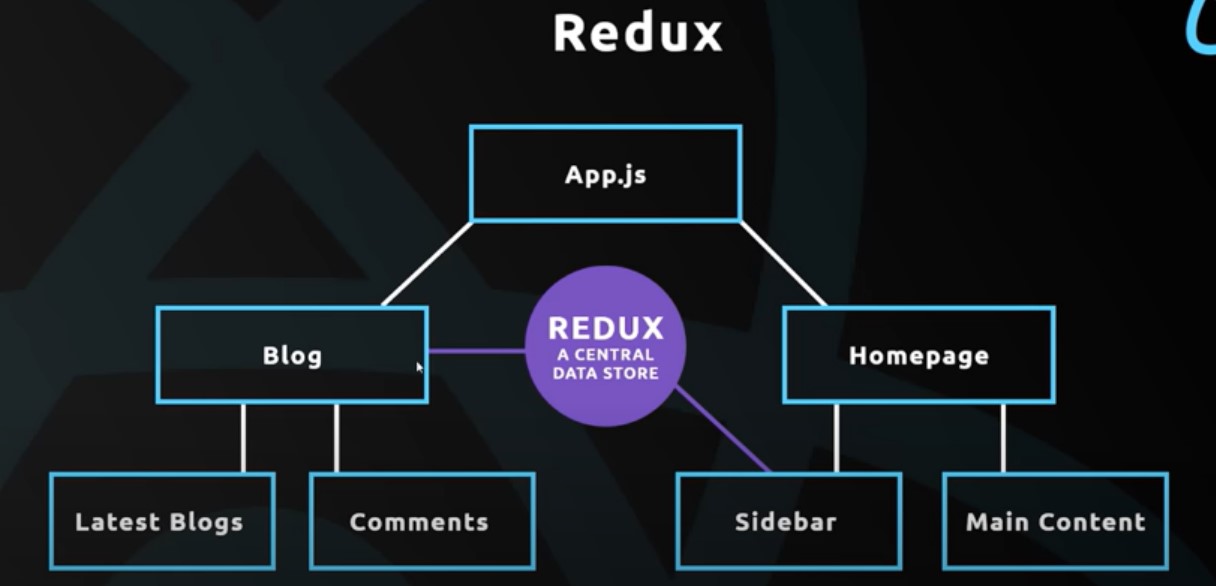 Redux
App.js
Blog
REDUX
A CENTRAL
DATA STORE
Homepage
Latest Blogs
Comments
Sidebar
Main Content